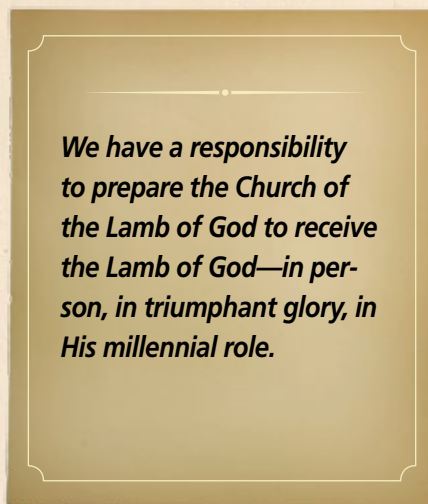 We have a responsibility
to prepare the Church of
the Lamb of God to receive
the Lamb of God—in per-
son, in triumphant glory, in
His millennial role.